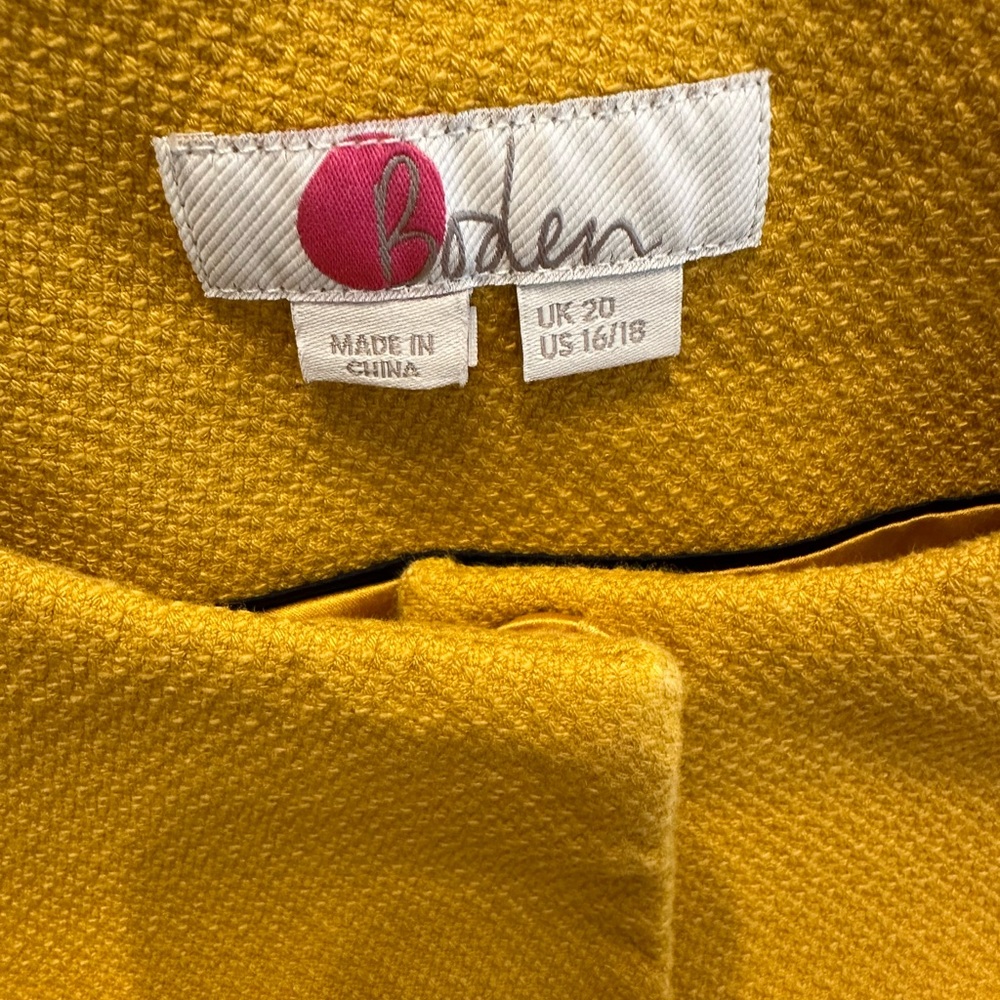 Boden
MADE IN
CHINA
UK 20
US 16/18